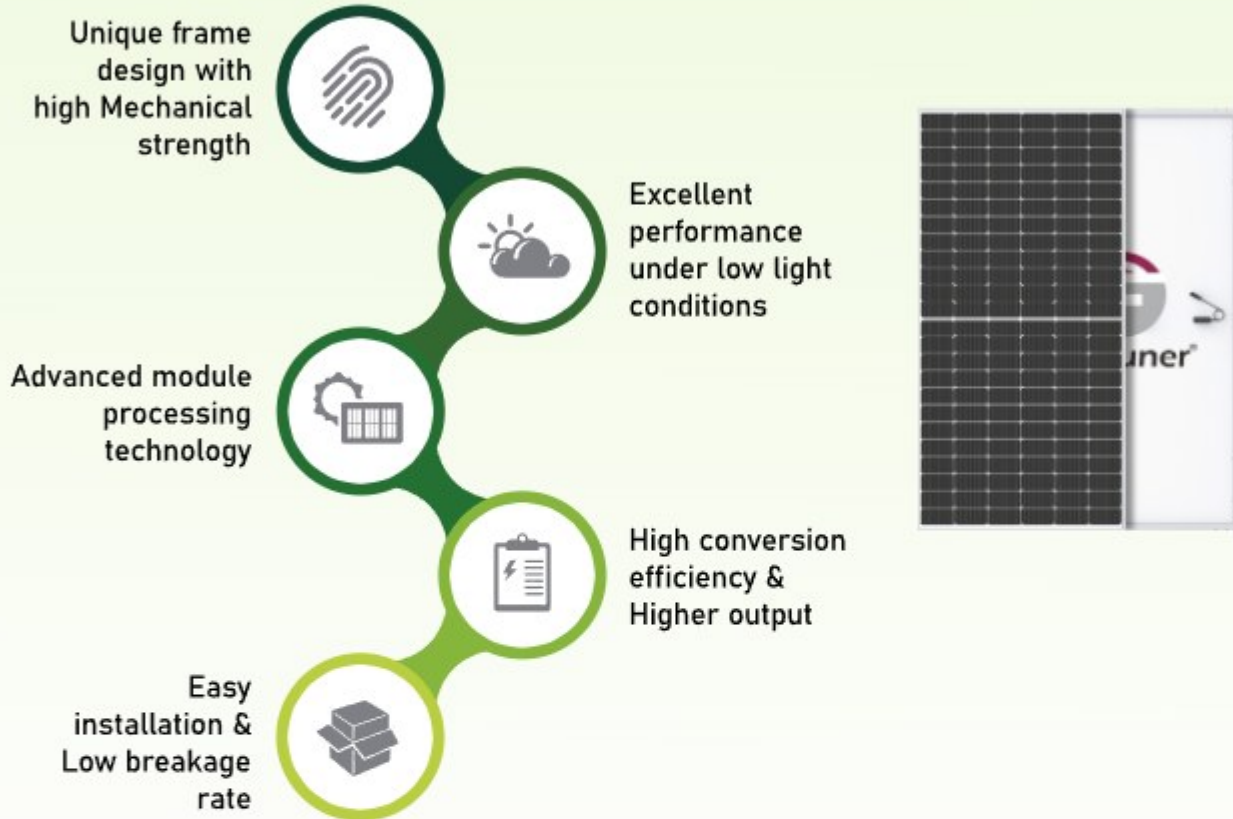 Unique frame
design with
high Mechanical
strength
Excellent
performance
under low light
conditions
Advanced module
processing
technology
High conversion
efficiency &
Higher output
Easy
installation &
Low breakage
rate